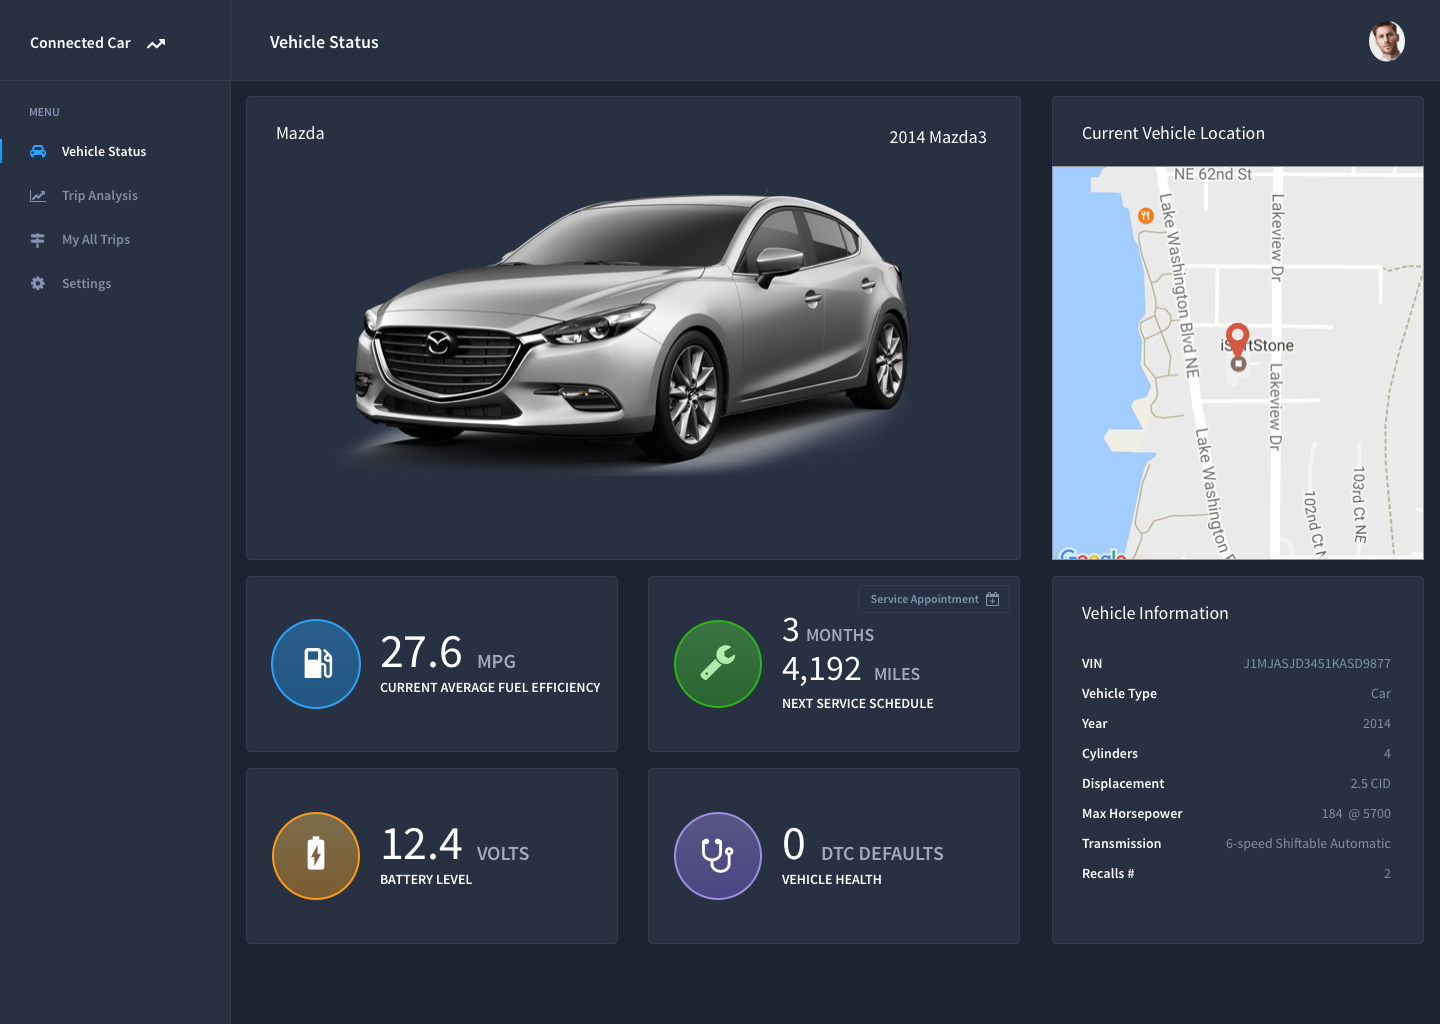 Connected Car
Vehicle Status
MENU
Vehicle Status
Trip Analysis
My All Trips
Settings
Mazda
2014 Mazda3
Current Vehicle Location
NE 62nd St
Lake Washington Blvd NE
Lakeview Dr
Lakeview Dr
Lake Washington
103rd Ct NE
102nd Ct N
Google
27.6 MPG
CURRENT AVERAGE FUEL EFFICIENCY
Service Appointment
3 MONTHS
4,192 MILES
NEXT SERVICE SCHEDULE
12.4 VOLTS
BATTERY LEVEL
0 DTC DEFAULTS
VEHICLE HEALTH
Vehicle Information
VIN J1MJASJD3451KASD9877
Vehicle Type Car
Year 2014
Cylinders 4
Displacement 2.5 CID
Max Horsepower 184 @ 5700
Transmission 6-speed Shiftable Automatic
Recalls # 2